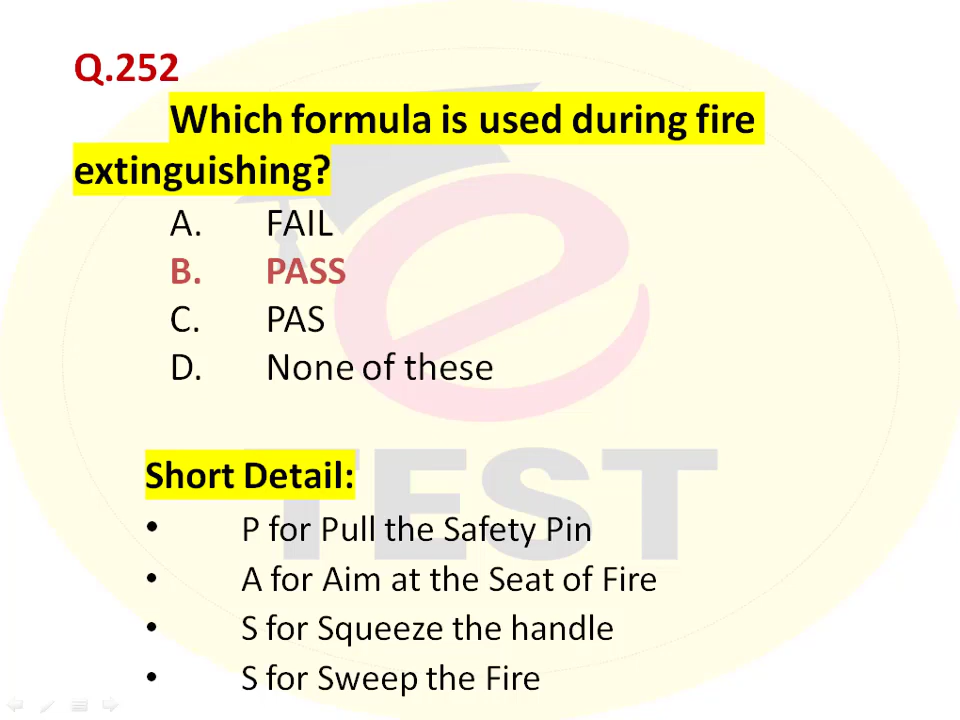 Q.252
Which formula is used during fire
extinguishing?
A. FAIL
B. PASS
C. PAS
D. None of these
TEST
Short Detail:
• P for Pull the Safety Pin
• A for Aim at the Seat of Fire
• S for Squeeze the handle
• S for Sweep the Fire